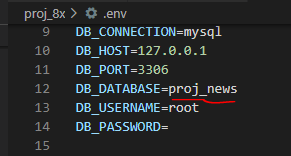 proj_8x > .env
9 DB_CONNECTION=mysql
10 DB_HOST=127.0.0.1
11 DB_PORT=3306
12 DB_DATABASE=proj_news
13 DB_USERNAME=root
14 DB_PASSWORD=
15